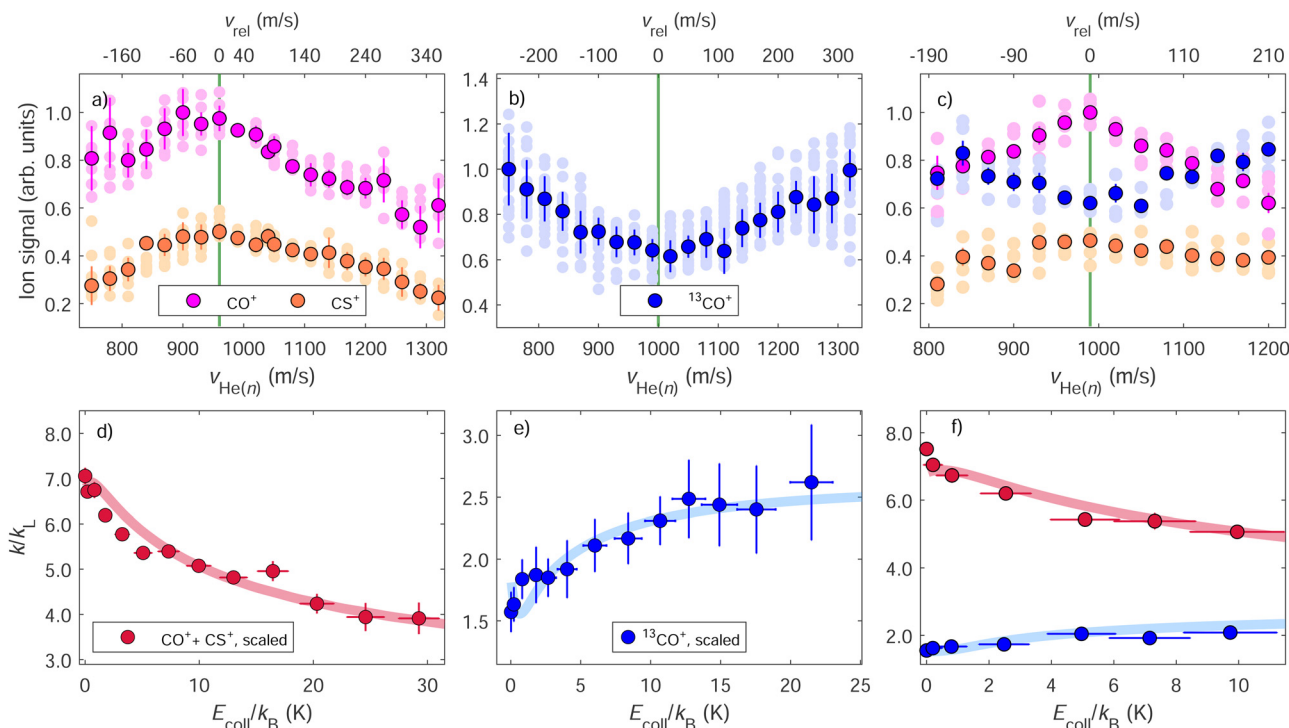 v_rel (m/s)
-160 -60 0 40 120 220 340
a)
1.0
0.8
0.6
0.4
0.2
Ion signal (arb. units)
CO⁺ CS⁺
800 900 1000 1100 1200 1300
v_He(n) (m/s)
v_rel (m/s)
-200 -100 0 100 200 300
b)
1.4
1.2
1.0
0.8
0.6
0.4
¹³CO⁺
800 900 1000 1100 1200 1300
v_He(n) (m/s)
v_rel (m/s)
-190 -90 0 110 210
c)
1.0
0.8
0.6
0.4
0.2
800 900 1000 1100 1200
v_He(n) (m/s)
d)
8.0
7.0
6.0
5.0
4.0
3.0
k/k_L
CO⁺+ CS⁺, scaled
0 10 20 30
E_coll/k_B (K)
e)
3.0
2.5
2.0
1.5
¹³CO⁺, scaled
0 5 10 15 20 25
E_coll/k_B (K)
f)
8.0
6.0
4.0
2.0
0 2 4 6 8 10
E_coll/k_B (K)